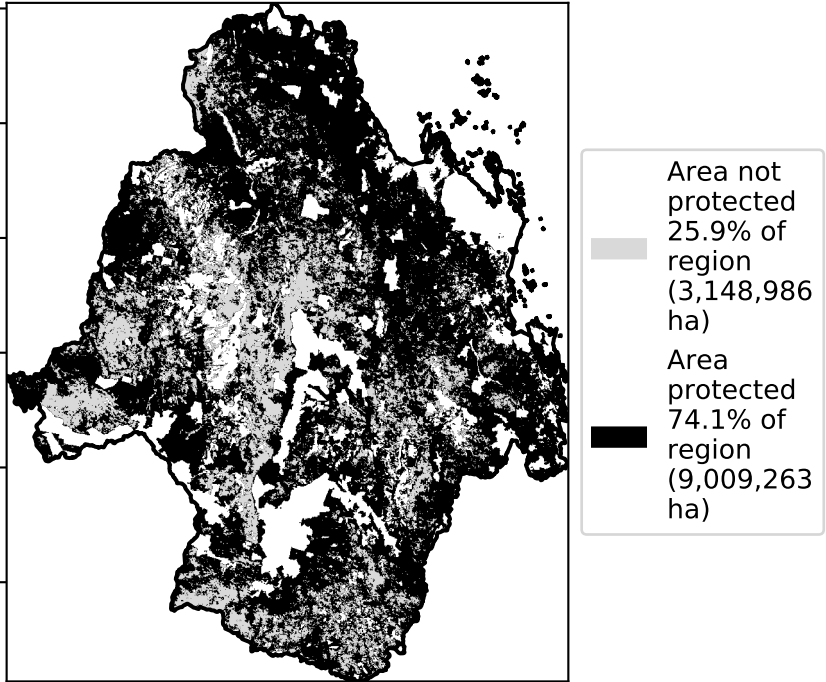 Area not
protected
25.9% of
region
(3,148,986
ha)
Area
protected
74.1% of
region
(9,009,263
ha)